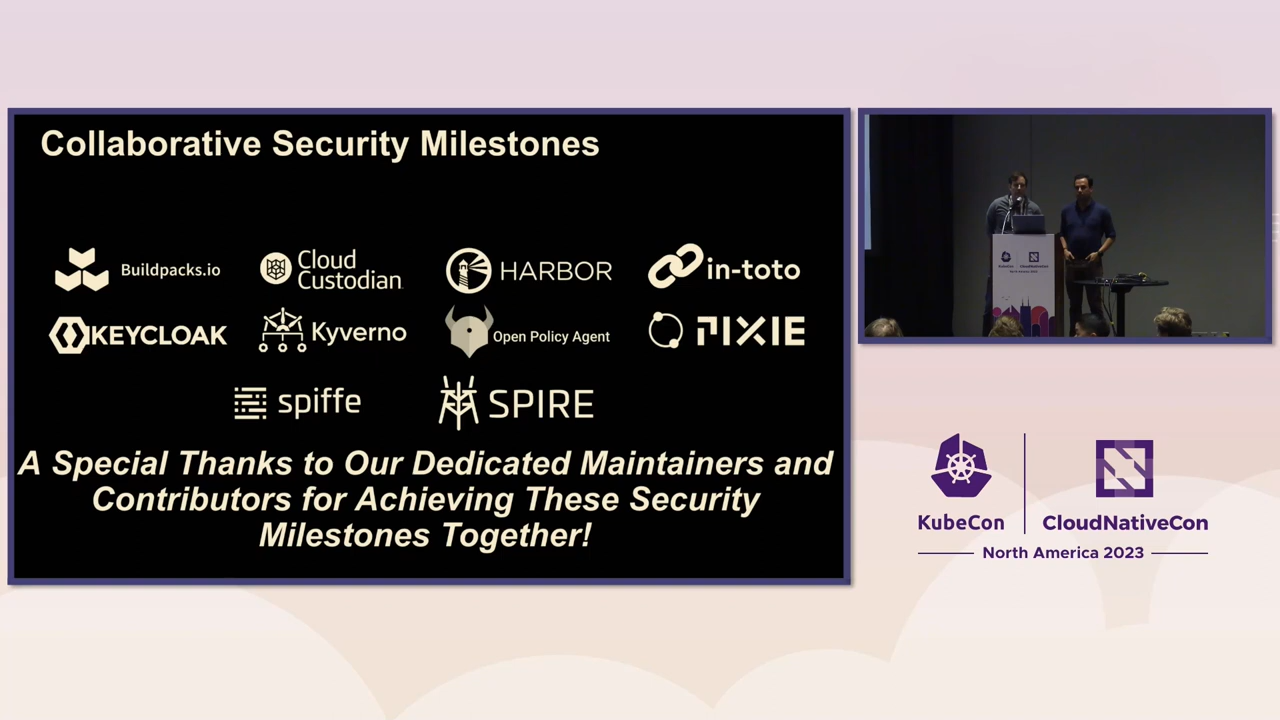 Collaborative Security Milestones
Buildpacks.io
Cloud
Custodian
HARBOR
in-toto
KEYCLOAK
Kyverno
Open Policy Agent
PIXIE
spiffe
SPIRE
A Special Thanks to Our Dedicated Maintainers and
Contributors for Achieving These Security
Milestones Together!
KubeCon
CloudNativeCon
North America 2023